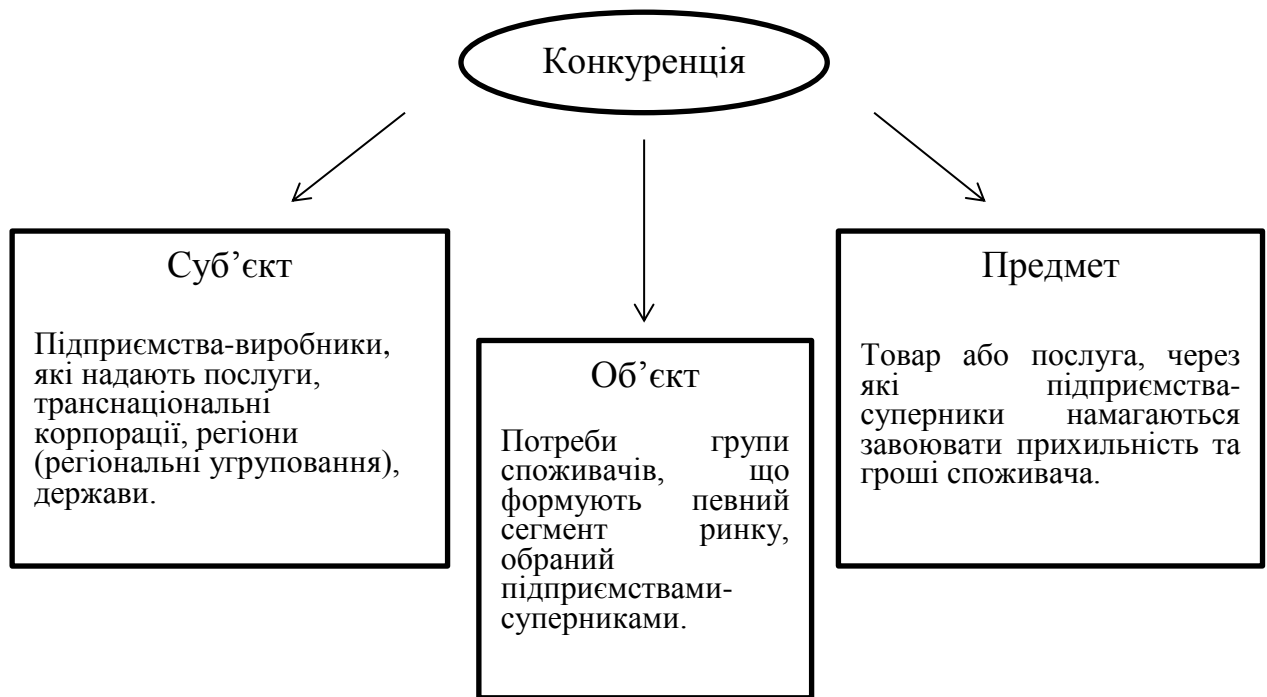 Конкуренція
Суб’єкт
Підприємства-виробники,
які надають послуги,
транснаціональні
корпорації, регіони
(регіональні угруповання),
держави.
Об’єкт
Потреби групи
споживачів, що
формують певний
сегмент ринку,
обраний
підприємствами-
суперниками.
Предмет
Товар або послуга, через
які підприємства-
суперники намагаються
завоювати прихильність та
гроші споживача.